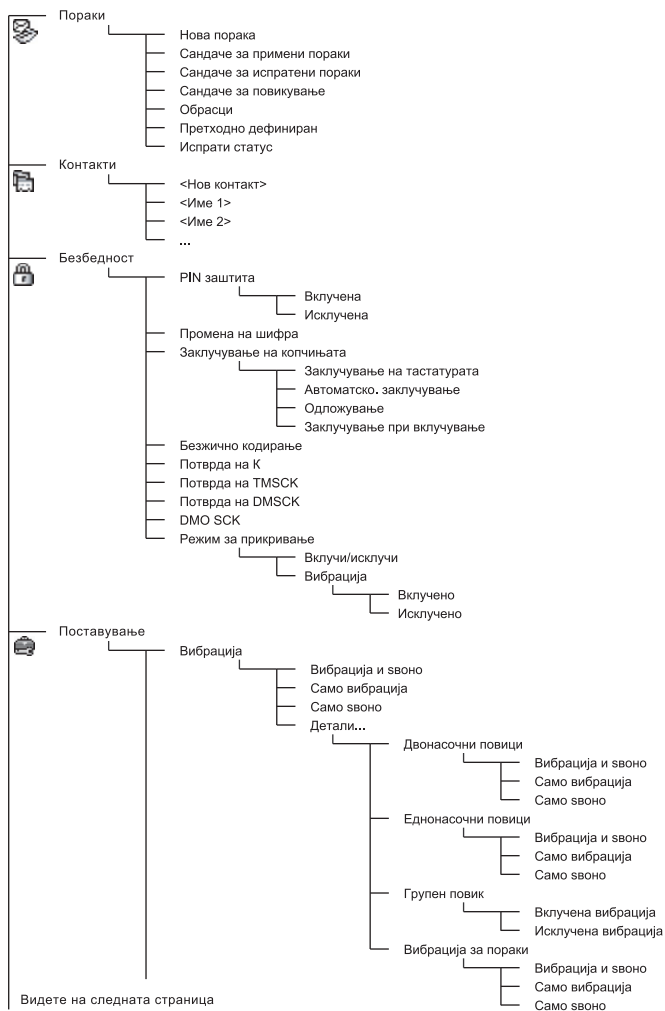 Пораки
Нова порака
Сандаче за примени пораки
Сандаче за испратени пораки
Сандаче за повикување
Обрасци
Претходно дефиниран
Испрати статус
Контакти
<Нов контакт>
<Име 1>
<Име 2>
...
Безбедност
PIN заштита
Вклучена
Исклучена
Промена на шифра
Заклучување на копчињата
Заклучување на тастатурата
Автоматско. заклучување
Одложување
Заклучување при вклучување
Безжично кодирање
Потврда на К
Потврда на TMSCK
Потврда на DMSCK
DMO SCK
Режим за прикривање
Вклучи/исклучи
Вибрација
Вклучено
Исклучено
Поставување
Вибрација
Вибрација и ѕвоно
Само вибрација
Само ѕвоно
Детали...
Двонасочни повици
Вибрација и ѕвоно
Само вибрација
Само ѕвоно
Еднонасочни повици
Вибрација и ѕвоно
Само вибрација
Само ѕвоно
Групен повик
Вклучена вибрација
Исклучена вибрација
Вибрација за пораки
Вибрација и ѕвоно
Само вибрација
Само ѕвоно
Видете на следната страница